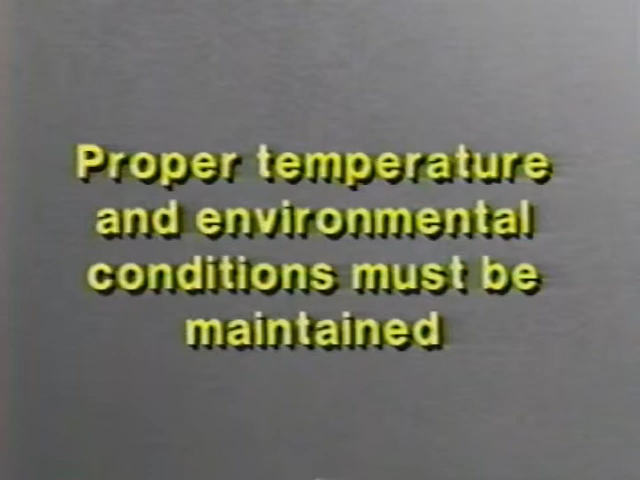 Proper temperature
and environmental
conditions must be
maintained